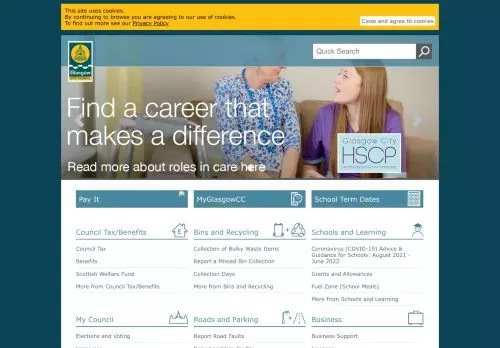 This site uses cookies.
By continuing to browse you are agreeing to our use of cookies.
To find out more see our Privacy Policy
Close and agree to cookies
Glasgow
Quick Search
Find a career that
makes a difference
Read more about roles in care here
Glasgow City
HSCP
Pay It
MyGlasgowCC
School Term Dates
Council Tax/Benefits
Bins and Recycling
Schools and Learning
Council Tax
Collection of Bulky Waste Items
Coronavirus (COVID-19) Advice &
Guidance for Schools: August 2021 -
June 2022
Benefits
Report a Missed Bin Collection
Scottish Welfare Fund
Collection Days
Grants and Allowances
More from Council Tax/Benefits
More from Bins and Recycling
Fuel Zone (School Meals)
More from Schools and Learning
My Council
Roads and Parking
Business
Elections and Voting
Report Road Faults
Business Support